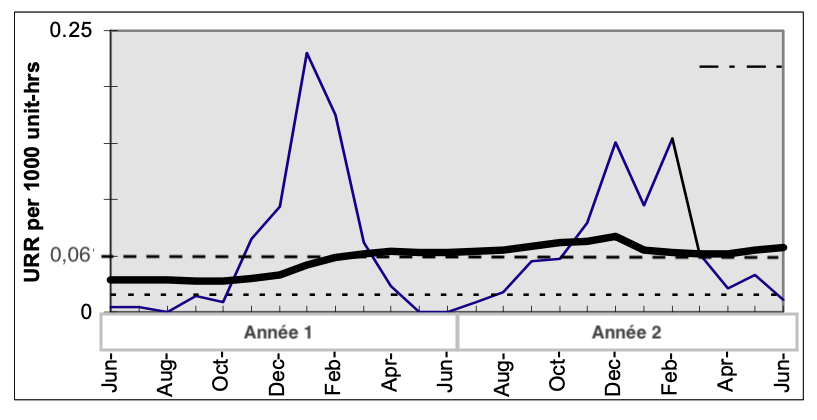 0.25
URR per 1000 unit-hrs
0,06
0
Année 1 Année 2
Jun- Aug- Oct- Dec- Feb- Apr- Jun- Aug- Oct- Dec- Feb- Apr- Jun-